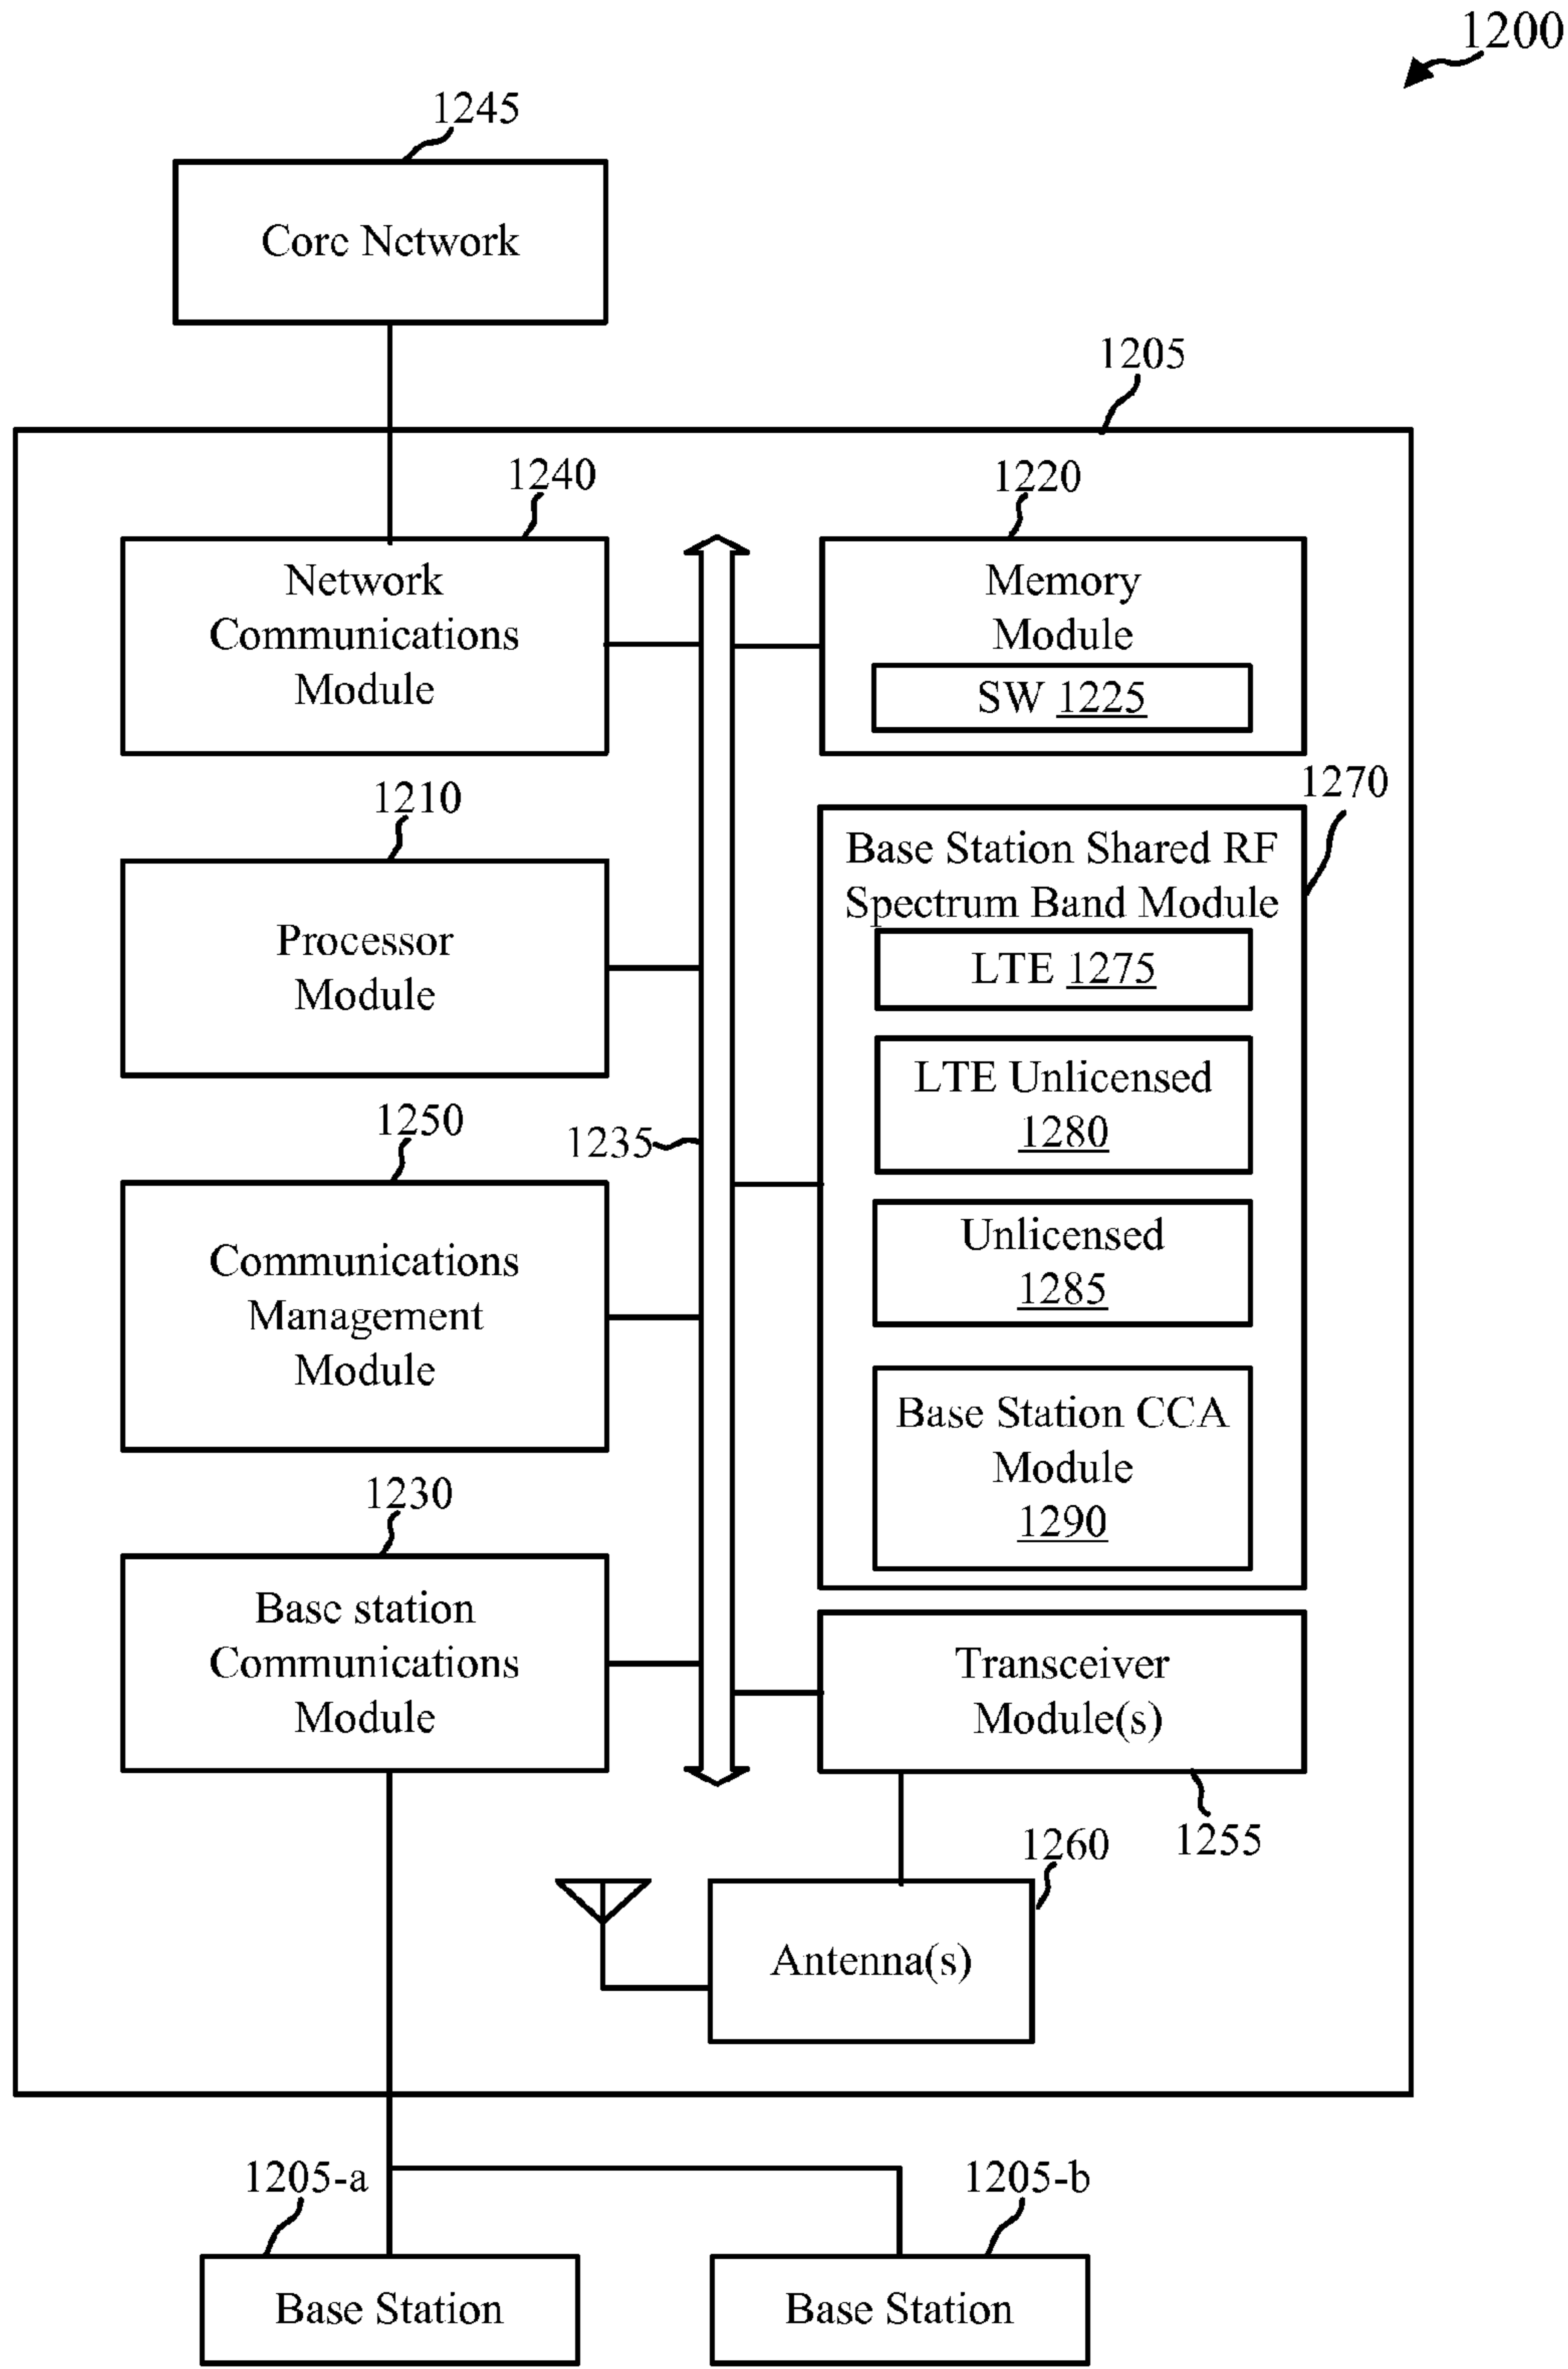 1200
1245
Core Network
1205
1240
Network
Communications
Module
1220
Memory
Module
SW 1225
1210
Processor
Module
1270
Base Station Shared RF
Spectrum Band Module
LTE 1275
LTE Unlicensed
1280
Unlicensed
1285
Base Station CCA
Module
1290
1250
Communications
Management
Module
1235
1230
Base station
Communications
Module
Transceiver
Module(s)
1255
1260
Antenna(s)
1205-a
Base Station
1205-b
Base Station